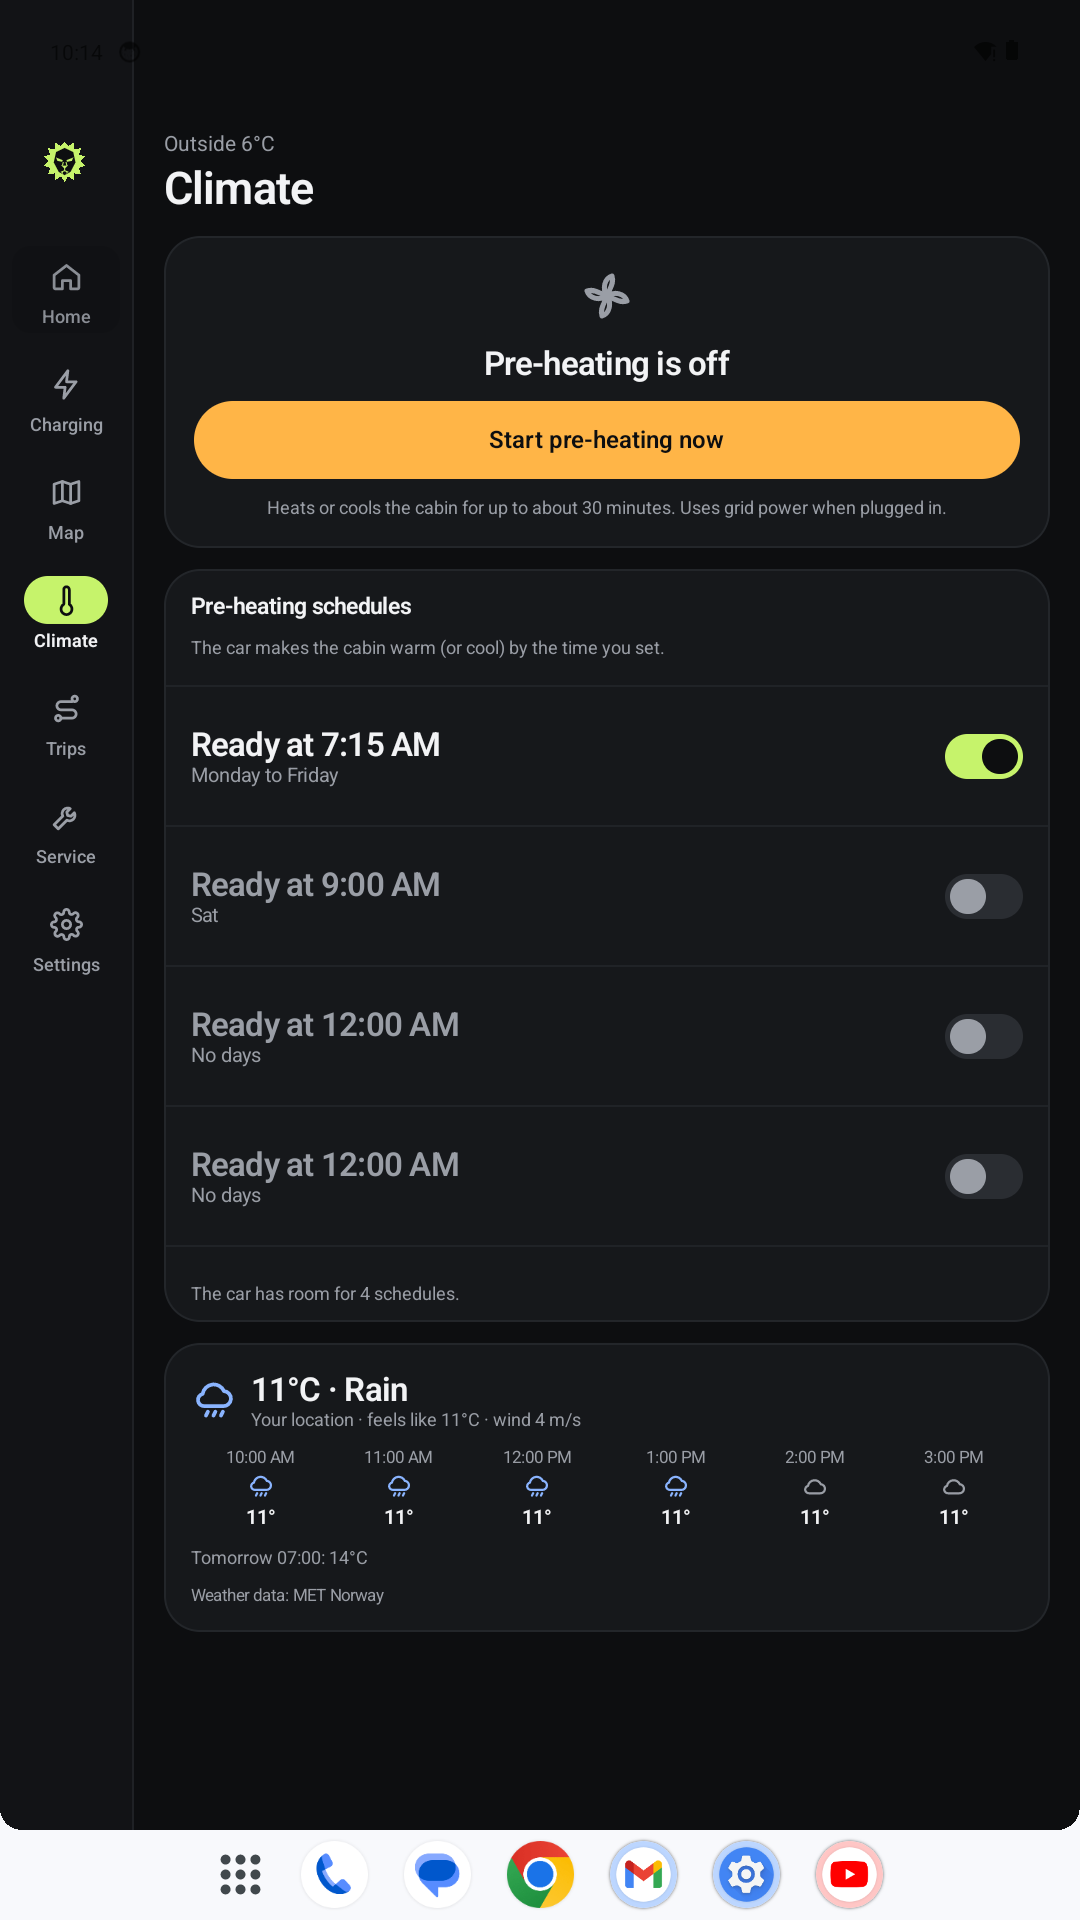 10:14
Outside 6°C
Climate
Home
Charging
Map
Climate
Trips
Service
Settings
Pre-heating is off
Start pre-heating now
Heats or cools the cabin for up to about 30 minutes. Uses grid power when plugged in.
Pre-heating schedules
The car makes the cabin warm (or cool) by the time you set.
Ready at 7:15 AM
Monday to Friday
Ready at 9:00 AM
Sat
Ready at 12:00 AM
No days
Ready at 12:00 AM
No days
The car has room for 4 schedules.
11°C · Rain
Your location · feels like 11°C · wind 4 m/s
10:00 AM 11:00 AM 12:00 PM 1:00 PM 2:00 PM 3:00 PM
11° 11° 11° 11° 11° 11°
Tomorrow 07:00: 14°C
Weather data: MET Norway